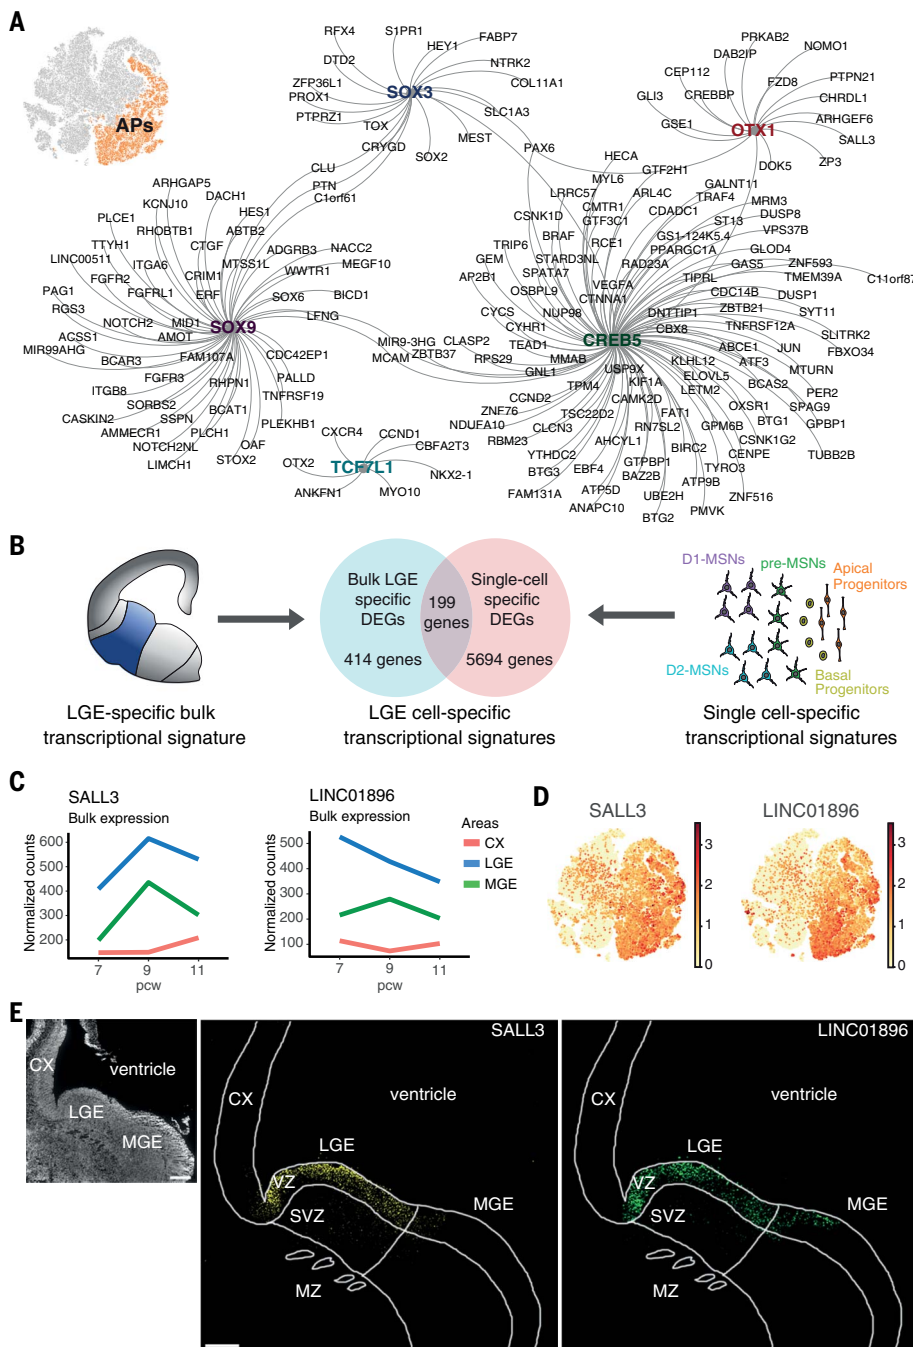 A
APs
RFX4
S1PR1
HEY1
FABP7
DTD2
NTRK2
ZFP36L1
COL11A1
PROX1
SOX3
PTPRZ1
SLC1A3
TOX
MEST
CRYGD
SOX2
PAX6
CLU
PTN
C1orf61
PRKAB2
DAB2IP
NOMO1
CEP112
FZD8
PTPN21
GLI3
CREBBP
CHRDL1
GSE1
OTX1
ARHGEF6
SALL3
ZP3
DOK5
HECA
GTF2H1
MYL6
GALNT11
LRRC57
ARL4C
TRAF4
MRM3
CMTR1
CSNK1D
GTF3C1
CDADC1
DUSP8
ST13
VPS37B
BRAF
RCE1
GS1-124K5.4
TRIP6
PPARGC1A
GLOD4
GEM
STARD3NL
RAD23A
GAS5
ZNF593
AP2B1
SPATA7
TIPRL
TMEM39A
C11orf87
OSBPL9
VEGFA
CDC14B
DUSP1
CTNNA1
ZBTB21
SYT11
CYCS
NUP98
DNTTIP1
CYHR1
CBX8
TNFRSF12A
SLITRK2
CLASP2
TEAD1
CREB5
ABCE1
JUN
FBXO34
MIR9-3HG
ZBTB37
RPS29
MMAB
KLHL12
ATF3
MTURN
MCAM
GNL1
USP9X
ELOVL5
BCAS2
TPM4
KIF1A
LETM2
PER2
CCND2
CAMK2D
OXSR1
SPAG9
ZNF76
TSC22D2
FAT1
BTG1
GPBP1
NDUFA10
CLCN3
RN7SL2
GPM6B
RBM23
AHCYL1
BIRC2
CSNK1G2
YTHDC2
GTPBP1
CENPE
TUBB2B
BTG3
EBF4
BAZ2B
TYRO3
FAM131A
ATP5D
ATP9B
ANAPC10
UBE2H
ZNF516
BTG2
PMVK
ARHGAP5
DACH1
KCNJ10
HES1
PLCE1
RHOBTB1
ABTB2
TTYH1
CTGF
ADGRB3
NACC2
LINC00511
ITGA6
MTSS1L
MEGF10
FGFR2
CRIM1
WWTR1
PAG1
FGFRL1
ERF
SOX6
BICD1
RGS3
LFNG
NOTCH2
MID1
SOX9
ACSS1
AMOT
MIR99AHG
FAM107A
CDC42EP1
BCAR3
FGFR3
PALLD
ITGB8
RHPN1
TNFRSF19
SORBS2
BCAT1
CASKIN2
SSPN
PLEKHB1
AMMECR1
PLCH1
NOTCH2NL
OAF
LIMCH1
STOX2
CXCR4
CCND1
CBFA2T3
OTX2
TCF7L1
NKX2-1
ANKFN1
MYO10
B
Bulk LGE
specific
DEGs
414 genes
199
genes
Single-cell
specific
DEGs
5694 genes
D1-MSNs
pre-MSNs
Apical
Progenitors
D2-MSNs
Basal
Progenitors
LGE-specific bulk
transcriptional signature
LGE cell-specific
transcriptional signatures
Single cell-specific
transcriptional signatures
C
SALL3
Bulk expression
Normalized counts
600
400
300
200
7
9
11
pcw
LINC01896
Bulk expression
Normalized counts
500
400
300
200
100
7
9
11
pcw
Areas
CX
LGE
MGE
D
SALL3
3
2
1
0
LINC01896
3
2
1
0
E
CX
ventricle
LGE
MGE
SALL3
CX
ventricle
LGE
VZ
MGE
SVZ
MZ
LINC01896
CX
ventricle
LGE
VZ
MGE
SVZ
MZ